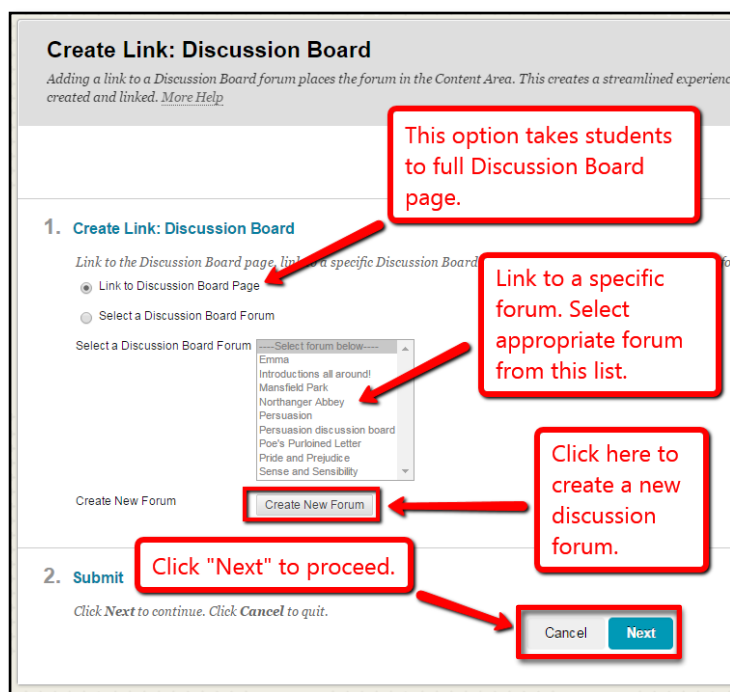 Create Link: Discussion Board
Adding a link to a Discussion Board forum places the forum in the Content Area. This creates a streamlined experienc
created and linked. More Help
This option takes students
to full Discussion Board
page.
1. Create Link: Discussion Board
Link to the Discussion Board page, link a specific Discussion Board
Link to Discussion Board Page
Select a Discussion Board Forum
Link to a specific
forum. Select
appropriate forum
from this list.
Select a Discussion Board Forum
----Select forum below----
Emma
Introductions all around!
Mansfield Park
Northanger Abbey
Persuasion
Persuasion discussion board
Poe's Purloined Letter
Pride and Prejudice
Sense and Sensibility
Create New Forum
Create New Forum
Click here to
create a new
discussion
forum.
2. Submit
Click "Next" to proceed.
Click Next to continue. Click Cancel to quit.
Cancel
Next